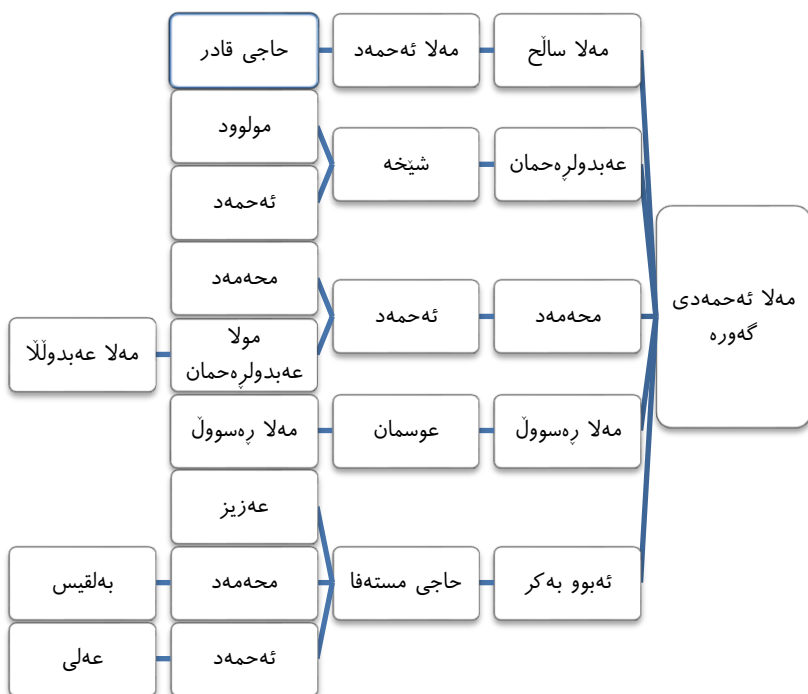 مەلا ساڵح
مەلا ئەحمەد
حاجی قادر
مولوود
عەبدولڕەحمان
شێخە
ئەحمەد
مەلا ئەحمەدی
گەورە
محەمەد
محەمەد
ئەحمەد
مولا
عەبدولڕەحمان
مەلا عەبدوڵڵا
مەلا ڕەسووڵ
عوسمان
مەلا ڕەسووڵ
عەزیز
ئەبوو بەکر
حاجی مستەفا
محەمەد
بەلقیس
ئەحمەد
عەلی